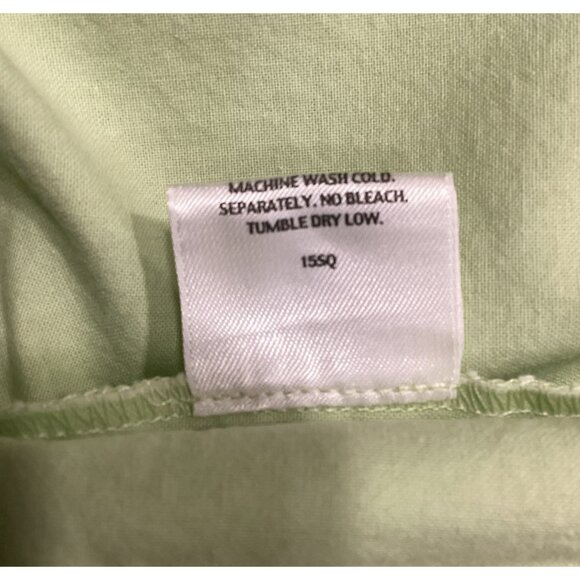 MACHINE WASH COLD.
SEPARATELY. NO BLEACH.
TUMBLE DRY LOW.
15SQ